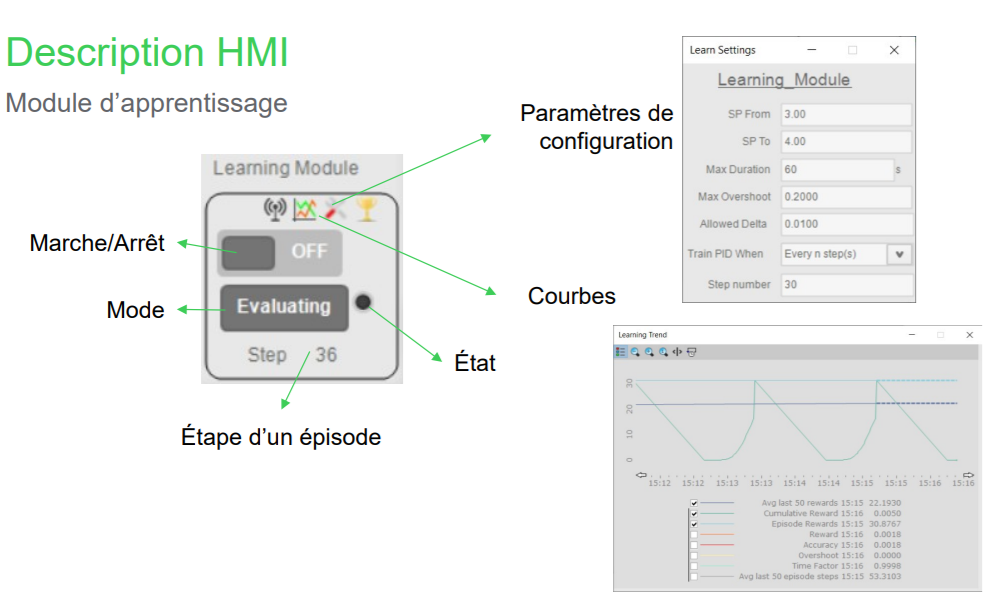 Description HMI
Module d'apprentissage
Learning Module
Marche/Arrêt
OFF
Mode
Evaluating
Step 36
État
Étape d'un épisode
Paramètres de
configuration
Courbes
Learn Settings
Learning_Module
SP From 3.00
SP To 4.00
Max Duration 60 s
Max Overshoot 0.2000
Allowed Delta 0.0100
Train PID When Every n step(s)
Step number 30
Learning Trend
30
20
10
0
15:12 15:12 15:13 15:13 15:14 15:14 15:15 15:15 15:16 15:16
Avg last 50 rewards 15:15 22.1930
Cumulative Reward 15:16 0.0050
Episode Rewards 15:15 30.8767
Reward 15:16 0.0018
Accuracy 15:16 0.0018
Overshoot 15:16 0.0000
Time Factor 15:16 0.9998
Avg last 50 episode steps 15:15 53.3103